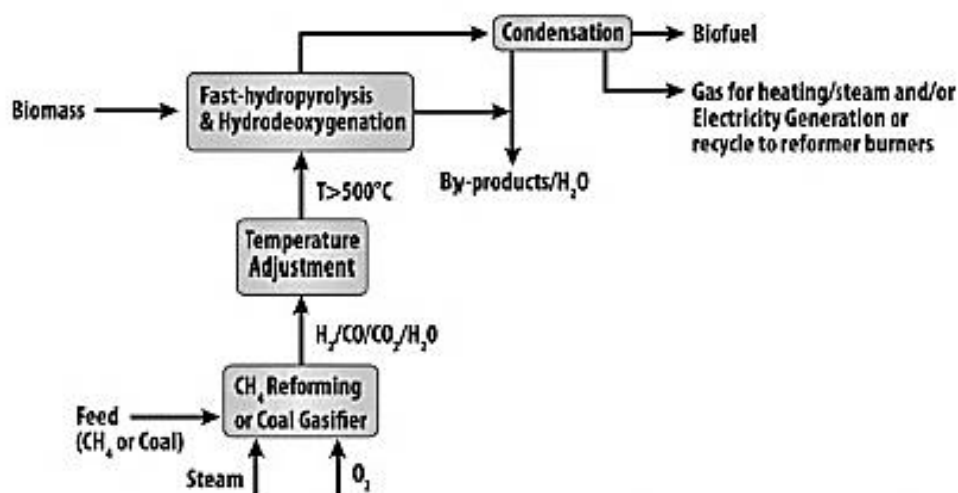 Condensation
Biofuel
Biomass
Fast-hydropyrolysis
& Hydrodeoxygenation
Gas for heating/steam and/or
Electricity Generation or
recycle to reformer burners
By-products/H₂O
T>500°C
Temperature
Adjustment
H₂/CO/CO₂/H₂O
CH₄ Reforming
or Coal Gasifier
Feed
(CH₄ or Coal)
Steam
O₂